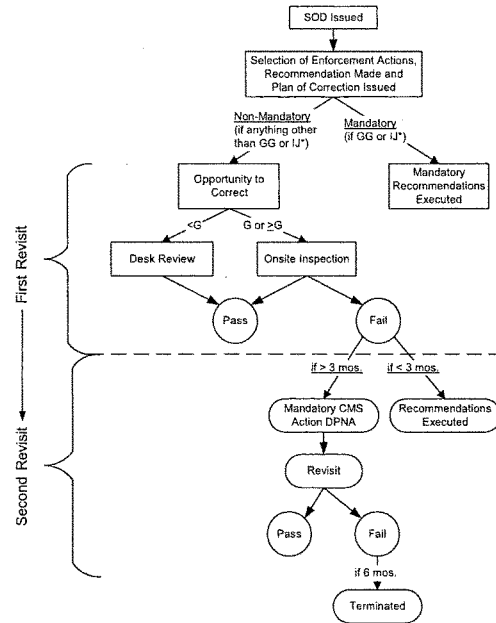 SOD Issued
Selection of Enforcement Actions,
Recommendation Made and
Plan of Correction Issued
Non-Mandatory
(if anything other
than GG or IJ*)
Mandatory
(if GG or IJ*)
Opportunity to
Correct
Mandatory
Recommendations
Executed
<G
G or ≥G
Desk Review
Onsite Inspection
Pass
Fail
First Revisit
if > 3 mos.
if < 3 mos.
Mandatory CMS
Action DPNA
Recommendations
Executed
Revisit
Second Revisit
Pass
Fail
if 6 mos.
Terminated